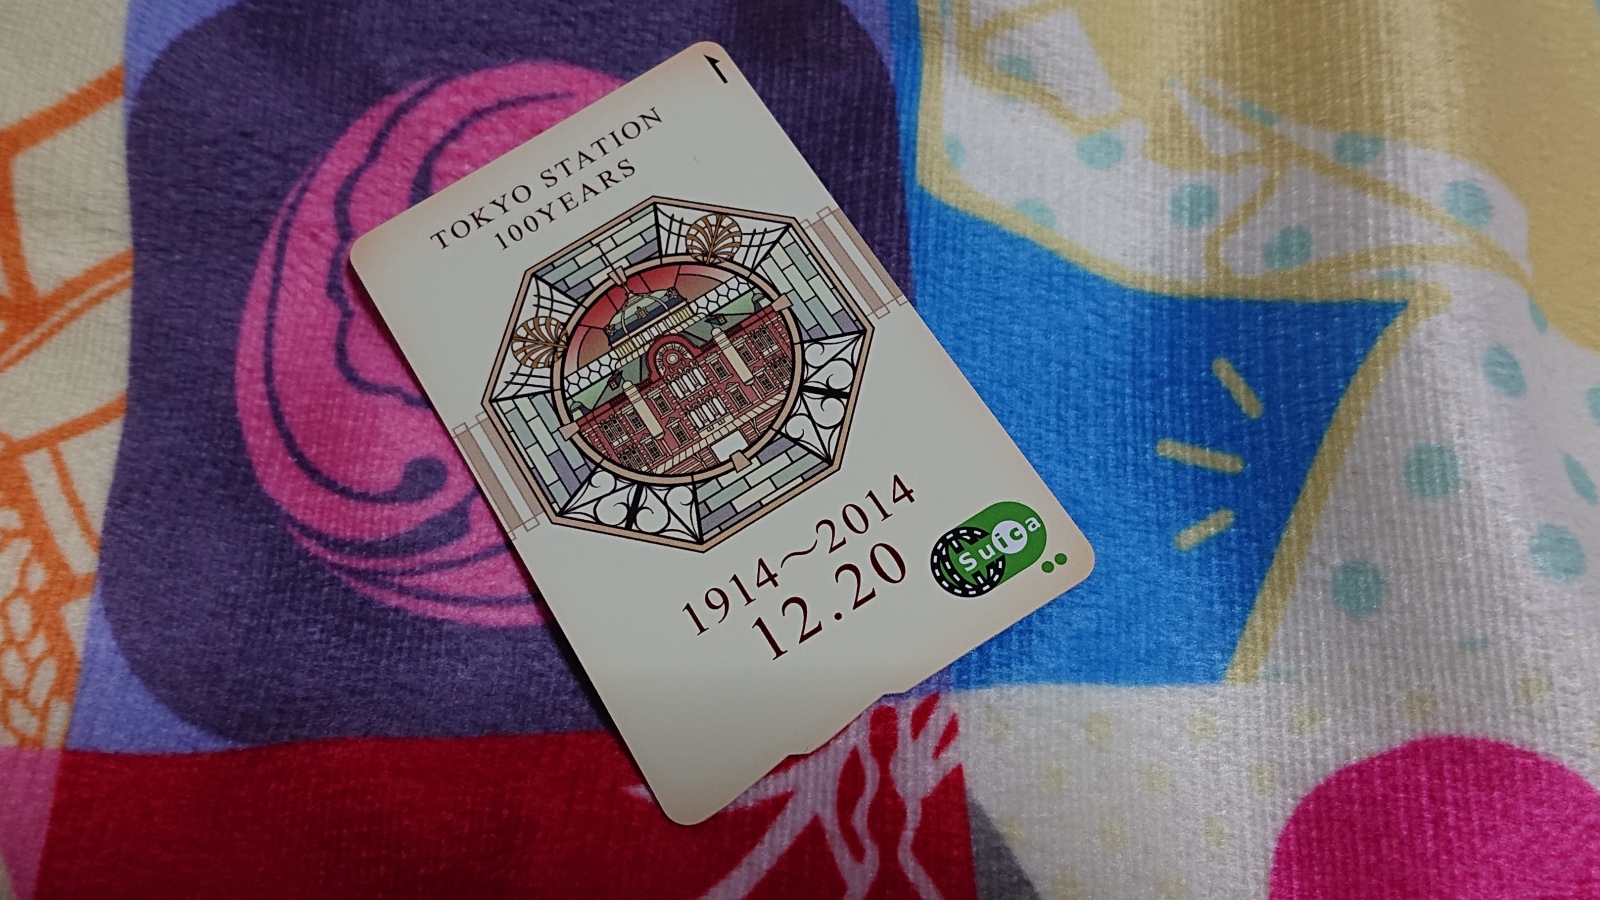 TOKYO STATION
100YEARS
1914〜2014
12.20
Suica